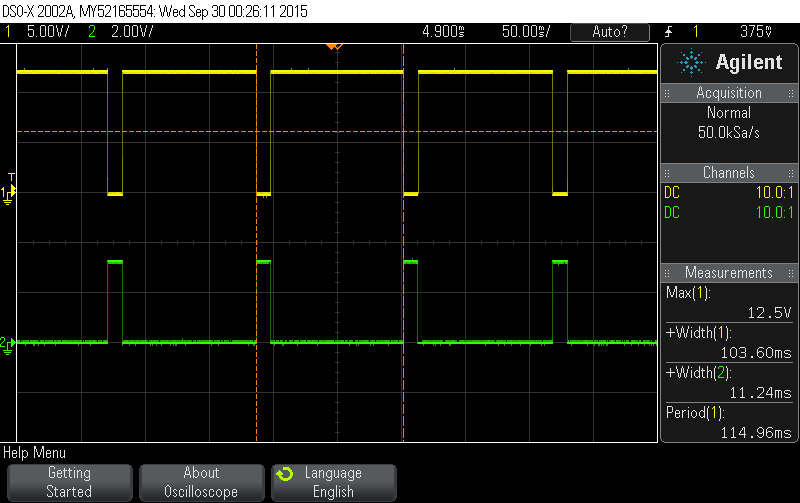 DSO-X 2002A, MY52165554: Wed Sep 30 00:26:11 2015
1 5.00V/ 2 2.00V/ 4.900s 50.00s/ Auto? 1 375V
Agilent
Acquisition
Normal
50.0kSa/s
Channels
DC 10.0:1
DC 10.0:1
Measurements
Max(1):
12.5V
+Width(1):
103.60ms
+Width(2):
11.24ms
Period(1):
114.96ms
T
1
2
Help Menu
Getting
Started
About
Oscilloscope
Language
English